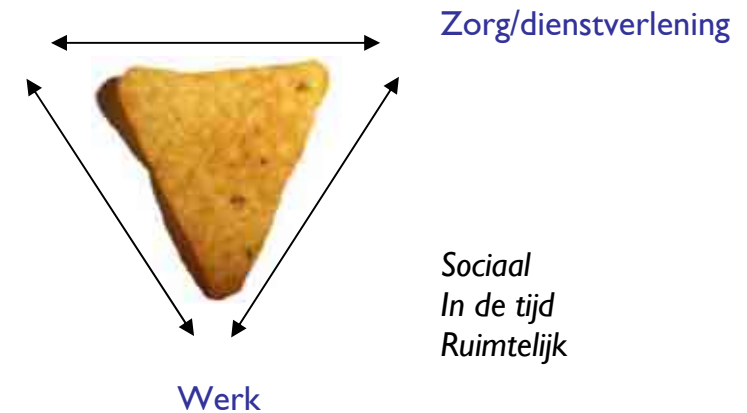 Zorg/dienstverlening
Sociaal
In de tijd
Ruimtelijk
Werk